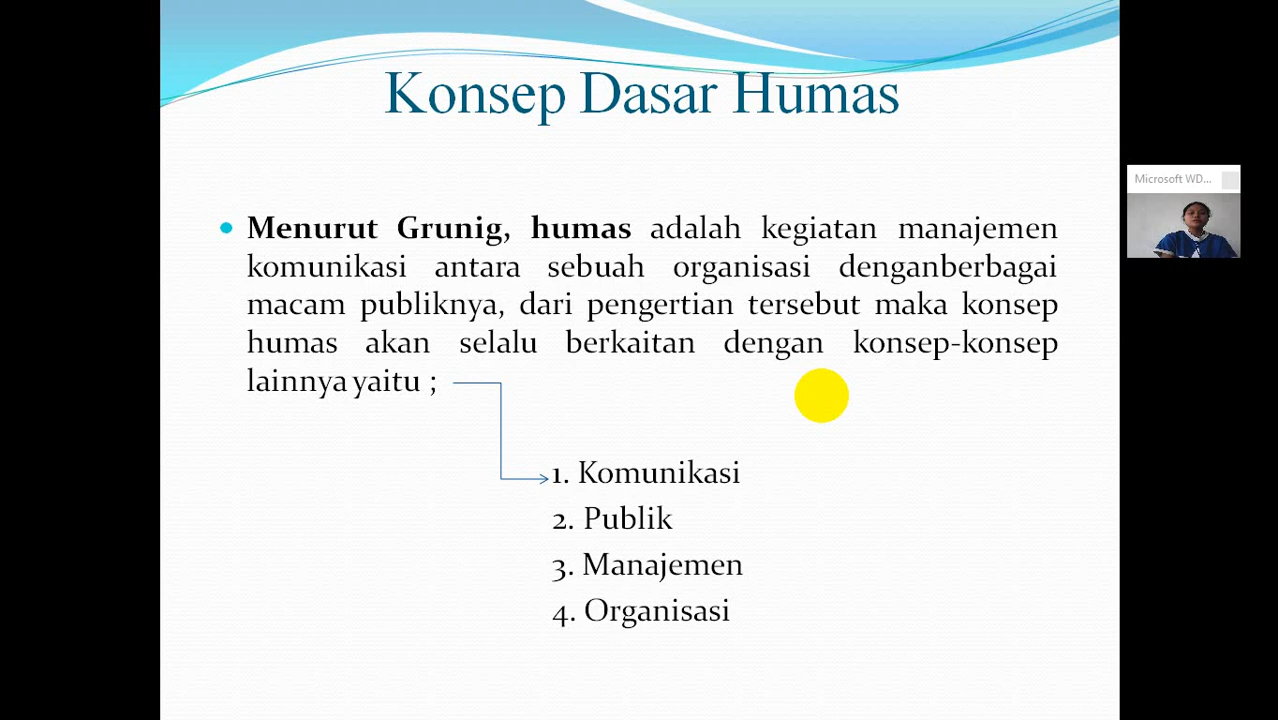 Konsep Dasar Humas
Menurut Grunig, humas adalah kegiatan manajemen
komunikasi antara sebuah organisasi denganberbagai
macam publiknya, dari pengertian tersebut maka konsep
humas akan selalu berkaitan dengan konsep-konsep
lainnya yaitu ;
1. Komunikasi
2. Publik
3. Manajemen
4. Organisasi
Microsoft WD...